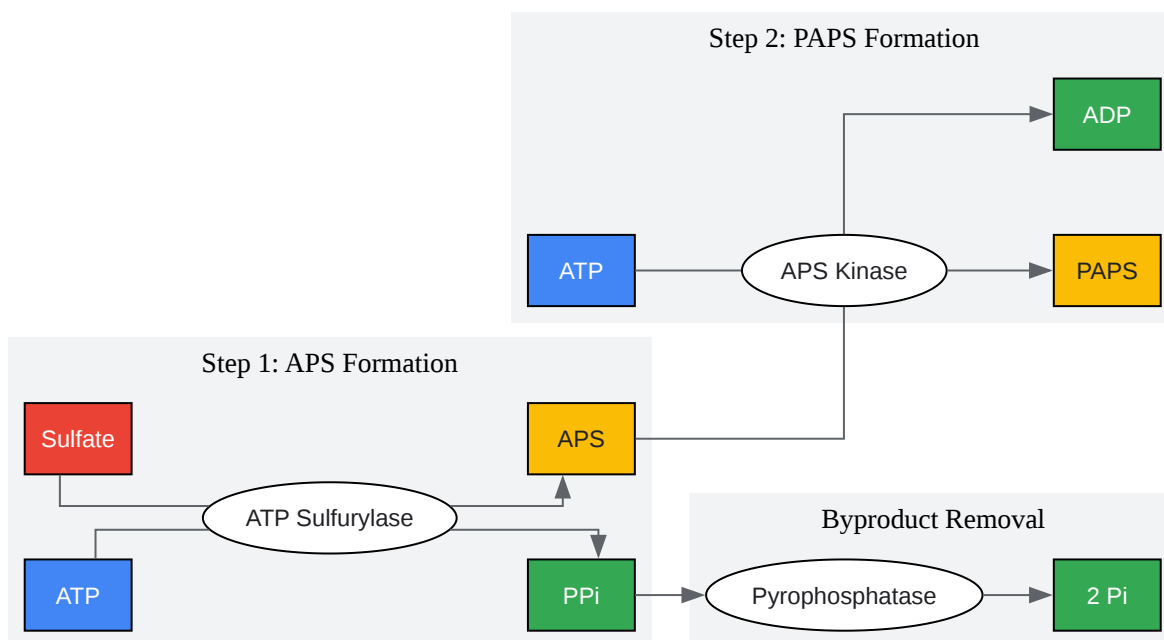 Step 2: PAPS Formation
ADP
ATP
APS Kinase
PAPS
Step 1: APS Formation
Sulfate
APS
ATP Sulfurylase
ATP
PPi
Byproduct Removal
Pyrophosphatase
2 Pi